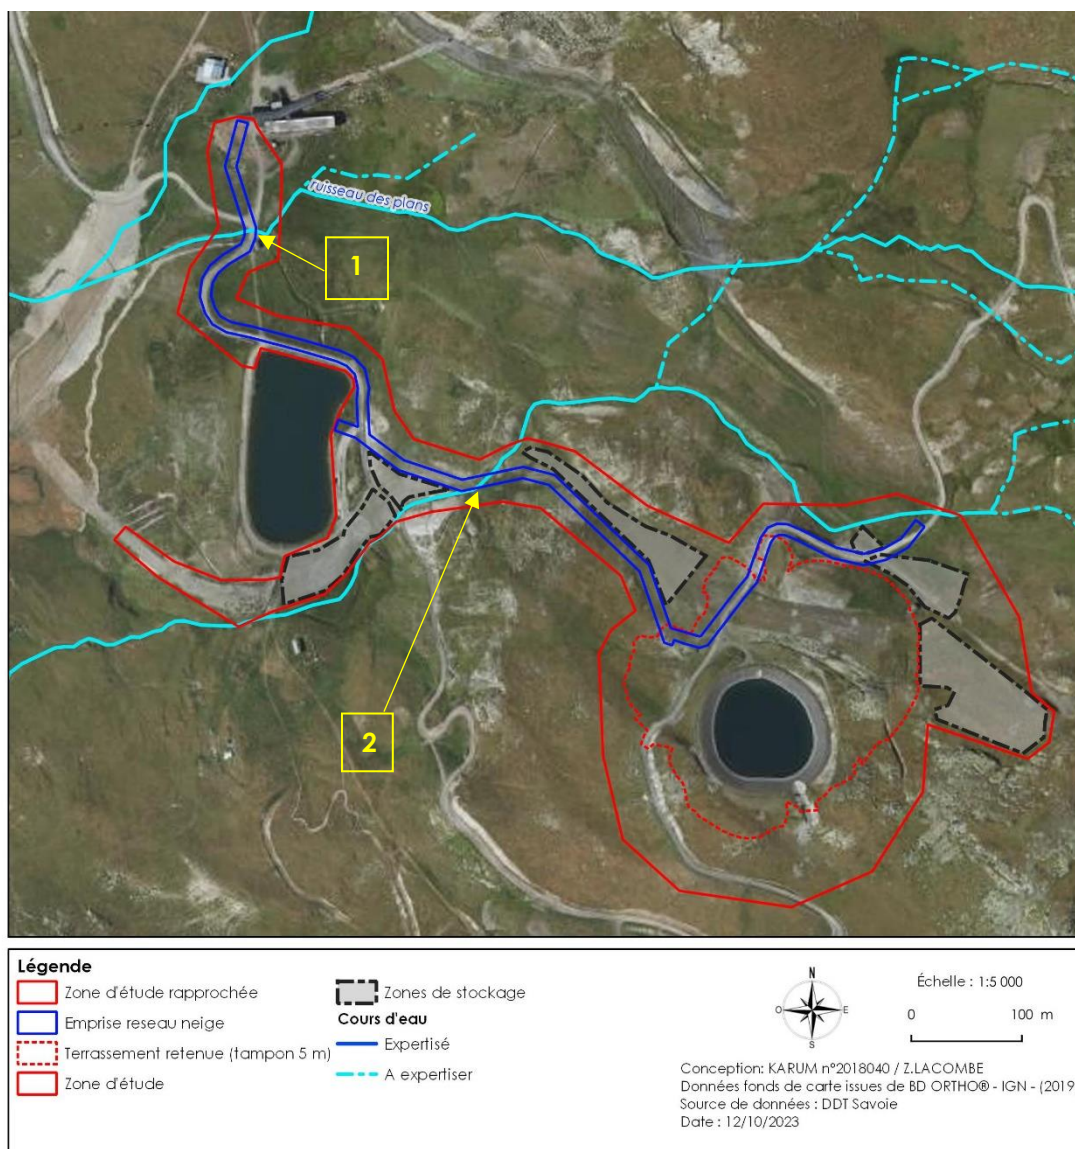 ruisseau des plans
1
2
Légende
Zone d'étude rapprochée
Emprise reseau neige
Terrassement retenue (tampon 5 m)
Zone d'étude
Zones de stockage
Cours d'eau
Expertisé
A expertiser
N
O
E
S
Échelle : 1:5 000
0 100 m
Conception: KARUM n°2018040 / Z.LACOMBE
Données fonds de carte issues de BD ORTHO® - IGN - (2019
Source de données : DDT Savoie
Date : 12/10/2023